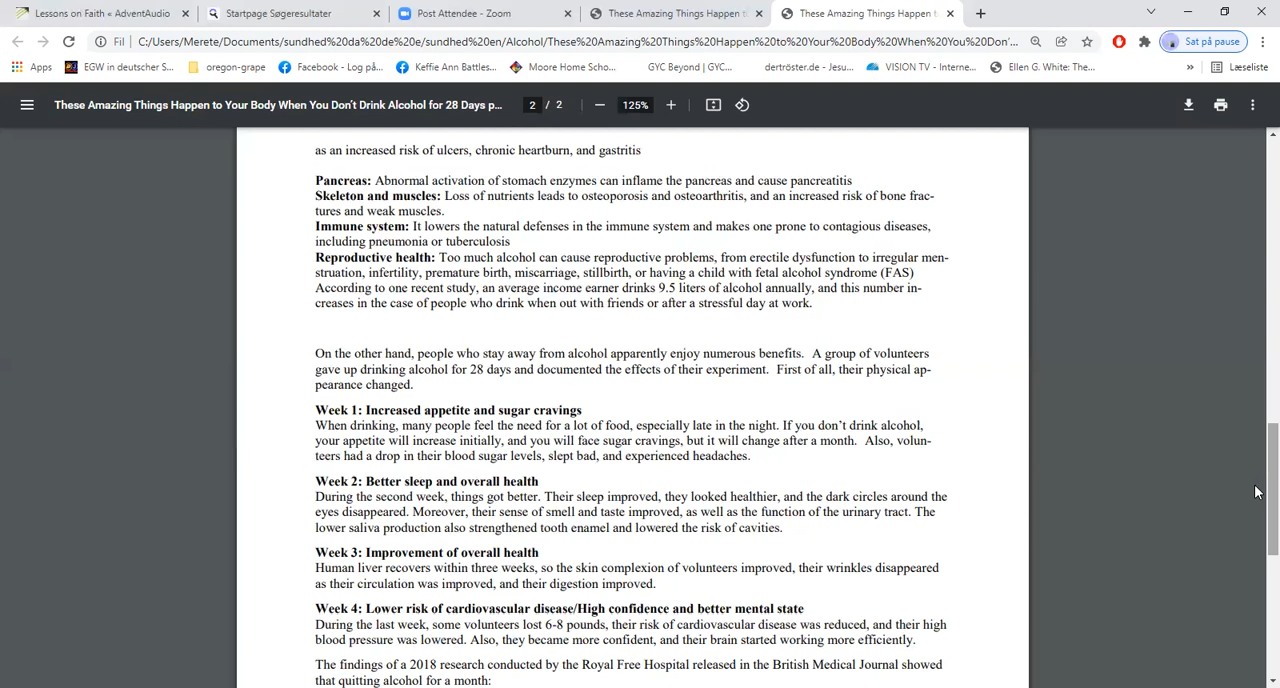 Lessons on Faith « AdventAudio
Startpage Søgeresultater
Post Attendee - Zoom
These Amazing Things Happen t
These Amazing Things Happen t
Fil
C:/Users/Merete/Documents/sundhed%20da%20de%20e/sundhed%20en/Alcohol/These%20Amazing%20Things%20Happen%20to%20Your%20Body%20When%20You%20Don'...
Sat på pause
Apps
EGW in deutscher S...
oregon-grape
Facebook - Log på...
Keffie Ann Battles...
Moore Home Scho...
GYC Beyond | GYC...
dertröster.de - Jesu...
VISION TV - Interne...
Ellen G. White: The...
»
Læseliste
These Amazing Things Happen to Your Body When You Don't Drink Alcohol for 28 Days p...
2 / 2
125%
as an increased risk of ulcers, chronic heartburn, and gastritis
Pancreas: Abnormal activation of stomach enzymes can inflame the pancreas and cause pancreatitis
Skeleton and muscles: Loss of nutrients leads to osteoporosis and osteoarthritis, and an increased risk of bone frac-
tures and weak muscles.
Immune system: It lowers the natural defenses in the immune system and makes one prone to contagious diseases,
including pneumonia or tuberculosis
Reproductive health: Too much alcohol can cause reproductive problems, from erectile dysfunction to irregular men-
struation, infertility, premature birth, miscarriage, stillbirth, or having a child with fetal alcohol syndrome (FAS)
According to one recent study, an average income earner drinks 9.5 liters of alcohol annually, and this number in-
creases in the case of people who drink when out with friends or after a stressful day at work.
On the other hand, people who stay away from alcohol apparently enjoy numerous benefits.  A group of volunteers
gave up drinking alcohol for 28 days and documented the effects of their experiment.  First of all, their physical ap-
pearance changed.
Week 1: Increased appetite and sugar cravings
When drinking, many people feel the need for a lot of food, especially late in the night. If you don't drink alcohol,
your appetite will increase initially, and you will face sugar cravings, but it will change after a month.  Also, volun-
teers had a drop in their blood sugar levels, slept bad, and experienced headaches.
Week 2: Better sleep and overall health
During the second week, things got better. Their sleep improved, they looked healthier, and the dark circles around the
eyes disappeared. Moreover, their sense of smell and taste improved, as well as the function of the urinary tract. The
lower saliva production also strengthened tooth enamel and lowered the risk of cavities.
Week 3: Improvement of overall health
Human liver recovers within three weeks, so the skin complexion of volunteers improved, their wrinkles disappeared
as their circulation was improved, and their digestion improved.
Week 4: Lower risk of cardiovascular disease/High confidence and better mental state
During the last week, some volunteers lost 6-8 pounds, their risk of cardiovascular disease was reduced, and their high
blood pressure was lowered. Also, they became more confident, and their brain started working more efficiently.
The findings of a 2018 research conducted by the Royal Free Hospital released in the British Medical Journal showed
that quitting alcohol for a month: